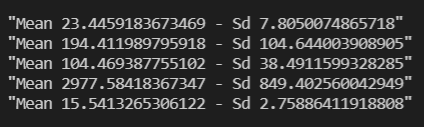 "Mean 23.4459183673469 - Sd 7.8050074865718"
"Mean 194.411989795918 - Sd 104.644003908905"
"Mean 104.469387755102 - Sd 38.4911599328285"
"Mean 2977.58418367347 - Sd 849.402560042949"
"Mean 15.5413265306122 - Sd 2.75886411918808"